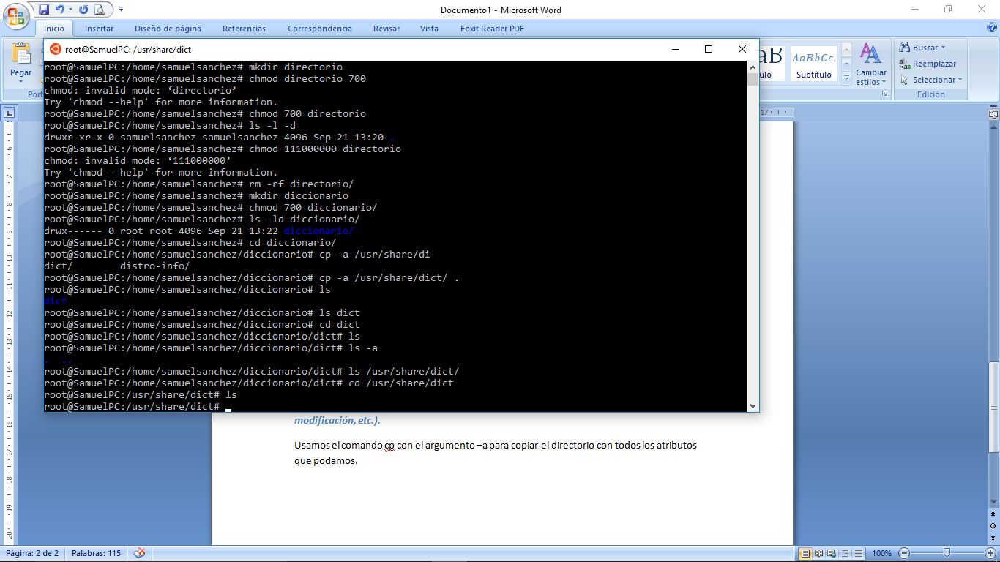 Documento1 - Microsoft Word
Inicio Insertar Diseño de página Referencias Correspondencia Revisar Vista Foxit Reader PDF
Pegar
Port
AaBbCc.
Subtítulo
Cambiar
estilos
Buscar
Reemplazar
Seleccionar
Edición
root@SamuelPC: /usr/share/dict
root@SamuelPC:/home/samuelsanchez# mkdir directorio
root@SamuelPC:/home/samuelsanchez# chmod directorio 700
chmod: invalid mode: ‘directorio’
Try 'chmod --help' for more information.
root@SamuelPC:/home/samuelsanchez# chmod 700 directorio
root@SamuelPC:/home/samuelsanchez# ls -l -d
drwxr-xr-x 0 samuelsanchez samuelsanchez 4096 Sep 21 13:20 .
root@SamuelPC:/home/samuelsanchez# chmod 111000000 directorio
chmod: invalid mode: ‘111000000’
Try 'chmod --help' for more information.
root@SamuelPC:/home/samuelsanchez# rm -rf directorio/
root@SamuelPC:/home/samuelsanchez# mkdir diccionario
root@SamuelPC:/home/samuelsanchez# chmod 700 diccionario/
root@SamuelPC:/home/samuelsanchez# ls -ld diccionario/
drwx------ 0 root root 4096 Sep 21 13:22 diccionario/
root@SamuelPC:/home/samuelsanchez# cd diccionario/
root@SamuelPC:/home/samuelsanchez/diccionario# cp -a /usr/share/di
dict/        distro-info/
root@SamuelPC:/home/samuelsanchez/diccionario# cp -a /usr/share/dict/ .
root@SamuelPC:/home/samuelsanchez/diccionario# ls
dict
root@SamuelPC:/home/samuelsanchez/diccionario# ls dict
root@SamuelPC:/home/samuelsanchez/diccionario# cd dict
root@SamuelPC:/home/samuelsanchez/diccionario/dict# ls
root@SamuelPC:/home/samuelsanchez/diccionario/dict# ls -a
.  ..
root@SamuelPC:/home/samuelsanchez/diccionario/dict# ls /usr/share/dict/
root@SamuelPC:/home/samuelsanchez/diccionario/dict# cd /usr/share/dict
root@SamuelPC:/usr/share/dict# ls
root@SamuelPC:/usr/share/dict#
modificación, etc.).
Usamos el comando cp con el argumento –a para copiar el directorio con todos los atributos
que podamos.
Página: 2 de 2 Palabras: 115 100%